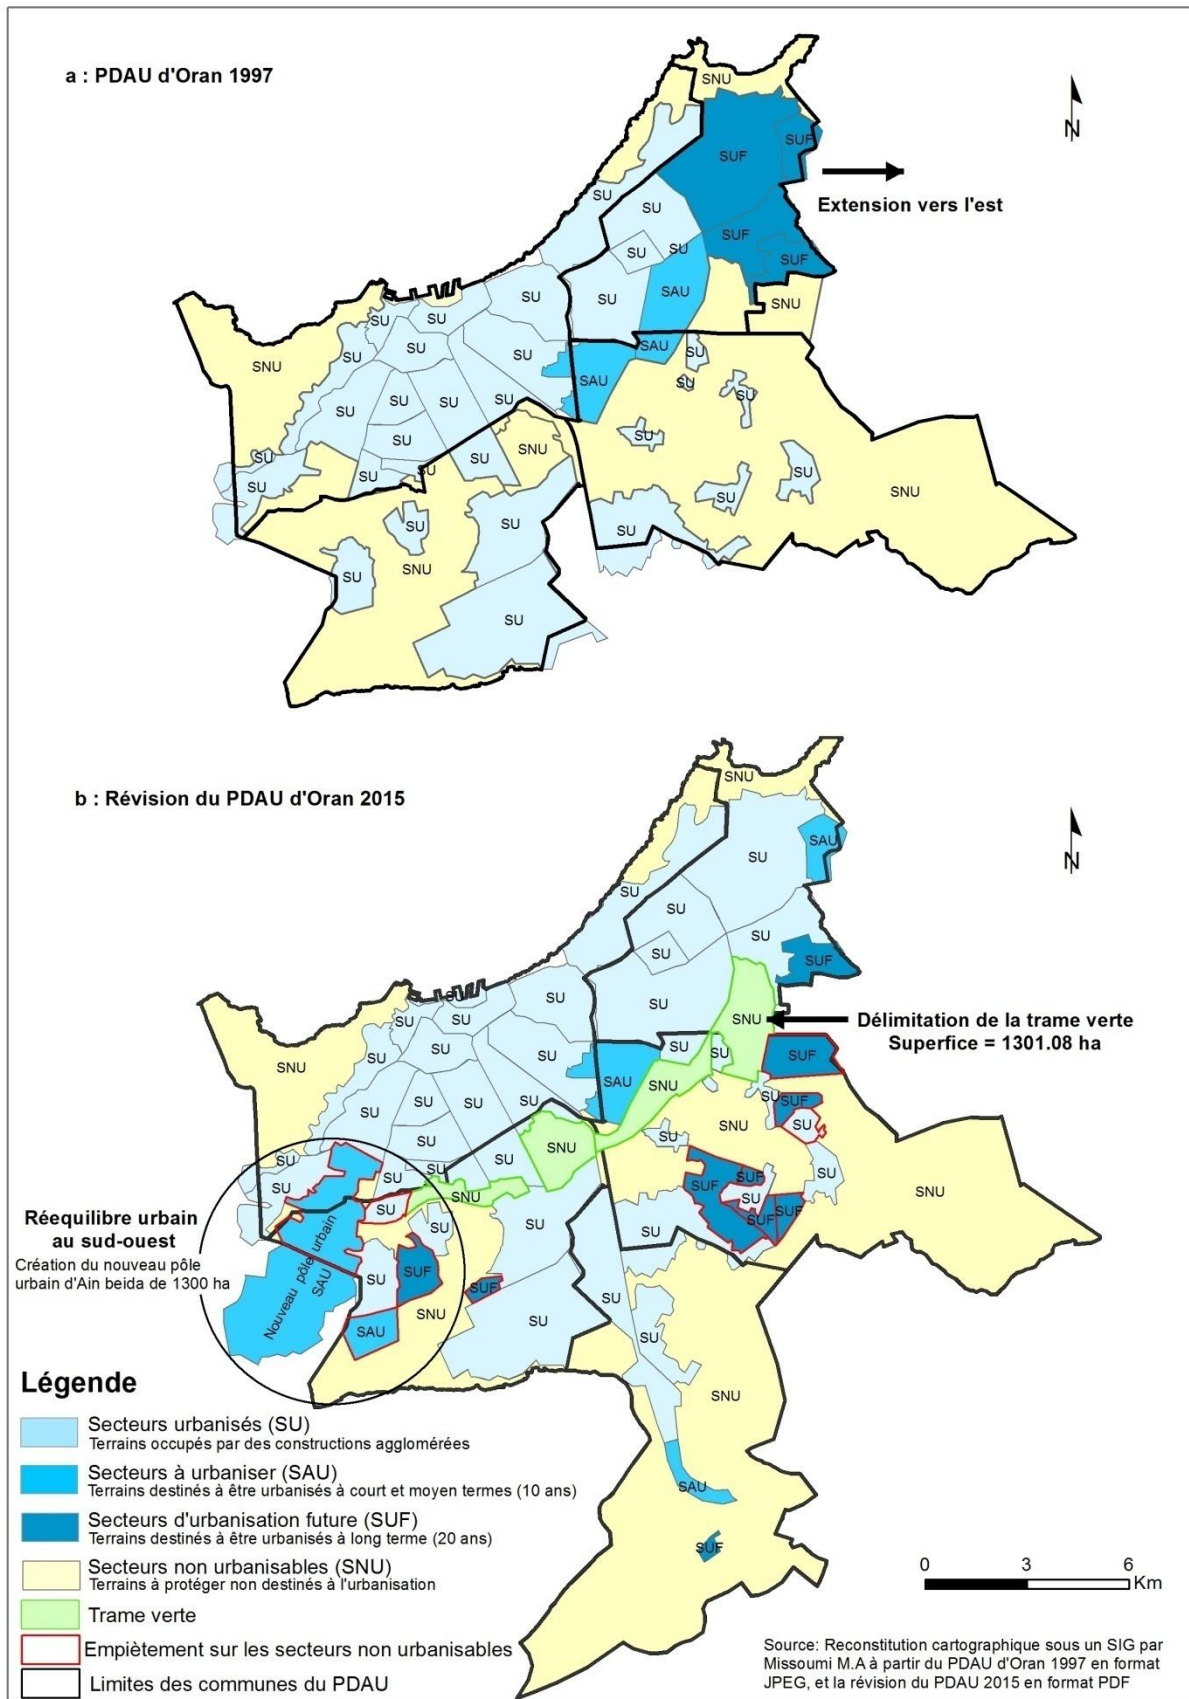 a : PDAU d'Oran 1997
N
SNU
SUF
SUF
Extension vers l'est
SU
SU
SU
SU
SUF
SUF
SU
SU
SAU
SNU
SU
SU
SU
SU
SU
SAU
SU
SNU
SAU
SU
SU
SU
SU
SU
SU
SU
SU
SU
SNU
SU
SU
SU
SU
SU
SU
SU
SNU
SU
SU
SU
SNU
SU
SU
b : Révision du PDAU d'Oran 2015
N
SNU
SAU
SU
SU
SU
SU
SU
SUF
SU
SU
SU
SU
SNU
Délimitation de la trame verte
Superfice = 1301.08 ha
SU
SU
SU
SU
SU
SUF
SNU
SAU
SNU
SU
SUF
SU
SU
SU
SU
SU
SU
SNU
SU
SNU
SU
SU
SU
SU
SU
SU
SNU
SUF
SUF
SU
SNU
SU
SUF
SUF
SU
SU
SU
Réequilibre urbain
au sud-ouest
Création du nouveau pôle
urbain d'Ain beida de 1300 ha
Nouveau pôle urbain
SAU
SU
SUF
SUF
SNU
SAU
SU
SU
SU
SNU
SAU
SUF
Légende
Secteurs urbanisés (SU)
Terrains occupés par des constructions agglomérées
Secteurs à urbaniser (SAU)
Terrains destinés à être urbanisés à court et moyen termes (10 ans)
Secteurs d'urbanisation future (SUF)
Terrains destinés à être urbanisés à long terme (20 ans)
Secteurs non urbanisables (SNU)
Terrains à protéger non destinés à l'urbanisation
Trame verte
Empiètement sur les secteurs non urbanisables
Limites des communes du PDAU
0 3 6
Km
Source: Reconstitution cartographique sous un SIG par
Missoumi M.A à partir du PDAU d'Oran 1997 en format
JPEG, et la révision du PDAU 2015 en format PDF